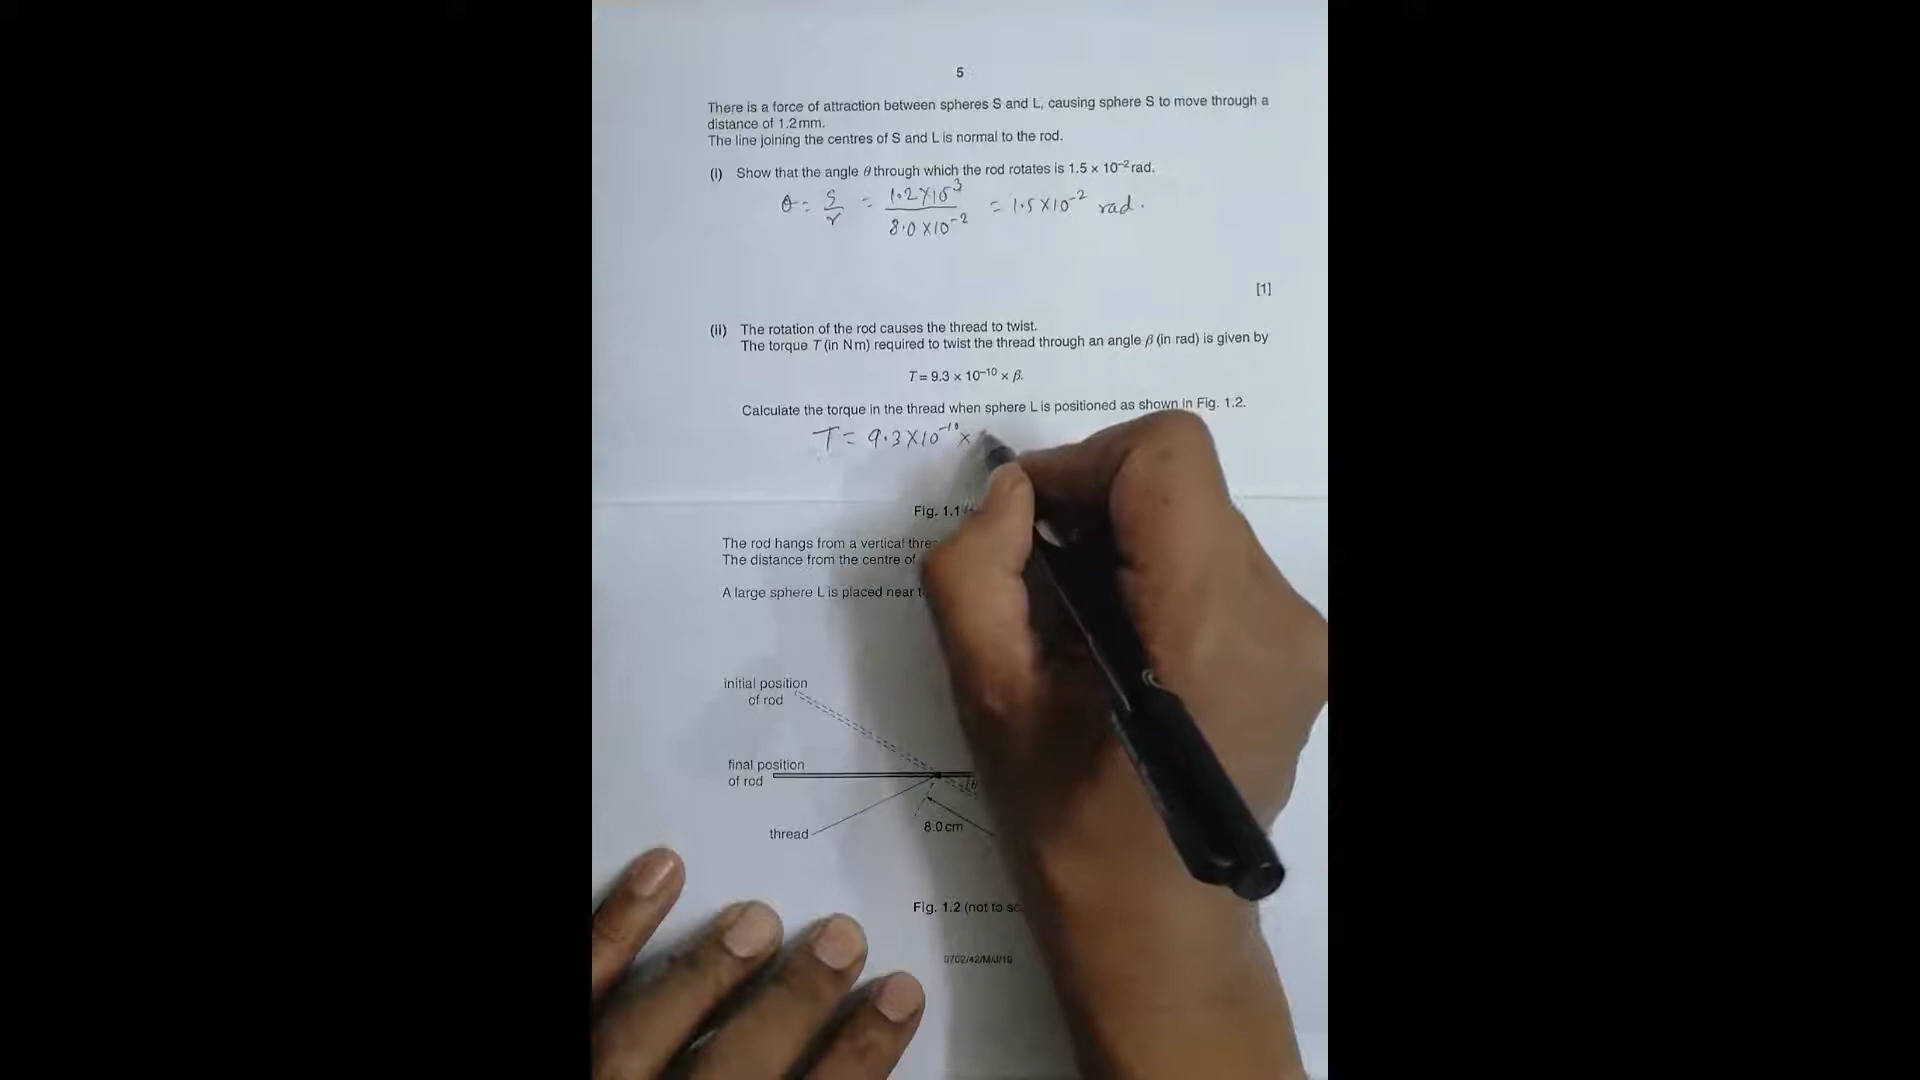 5
There is a force of attraction between spheres S and L, causing sphere S to move through a
distance of 1.2 mm.
The line joining the centres of S and L is normal to the rod.
(i) Show that the angle θ through which the rod rotates is 1.5 × 10⁻² rad.
θ = S/r = 1.2×10⁻³/8.0×10⁻² = 1.5×10⁻² rad.
[1]
(ii) The rotation of the rod causes the thread to twist.
The torque T (in N m) required to twist the thread through an angle β (in rad) is given by
T = 9.3 × 10⁻¹⁰ × β.
Calculate the torque in the thread when sphere L is positioned as shown in Fig. 1.2.
T = 9.3×10⁻¹⁰ ×
Fig. 1.1
The rod hangs from a vertical
The distance from the centre of
A large sphere L is placed near
initial position
of rod
final position
of rod
θ
8.0 cm
thread
Fig. 1.2 (not to
9702/42/M/J/19